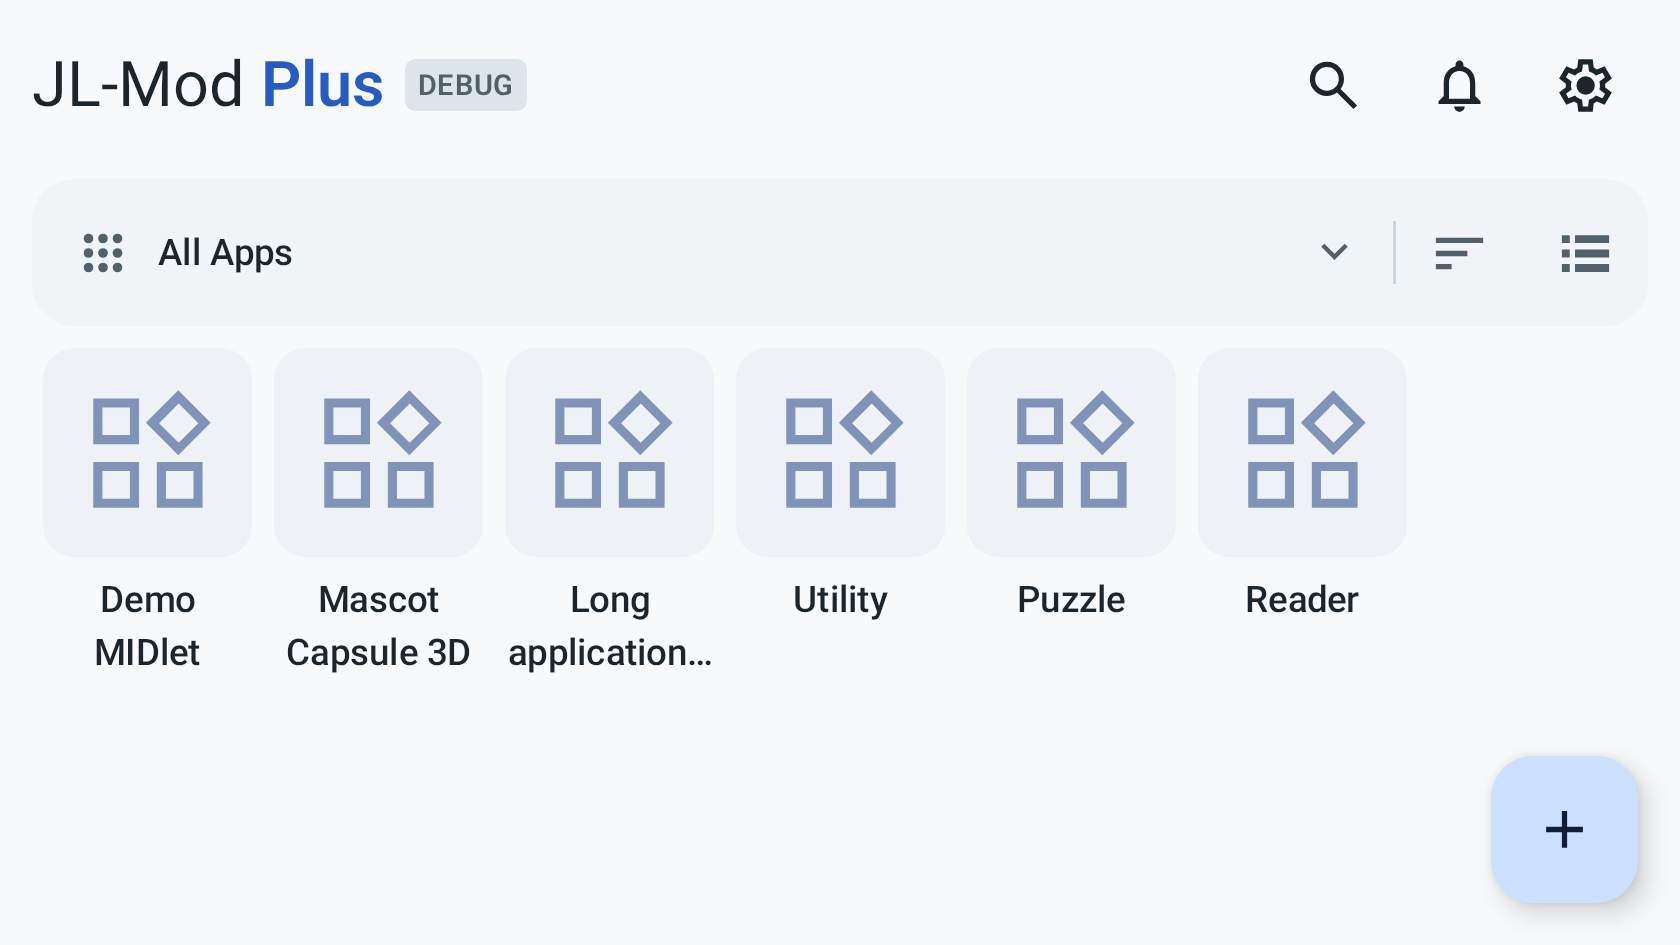 JL-Mod Plus DEBUG
All Apps
Demo
MIDlet
Mascot
Capsule 3D
Long
application...
Utility
Puzzle
Reader